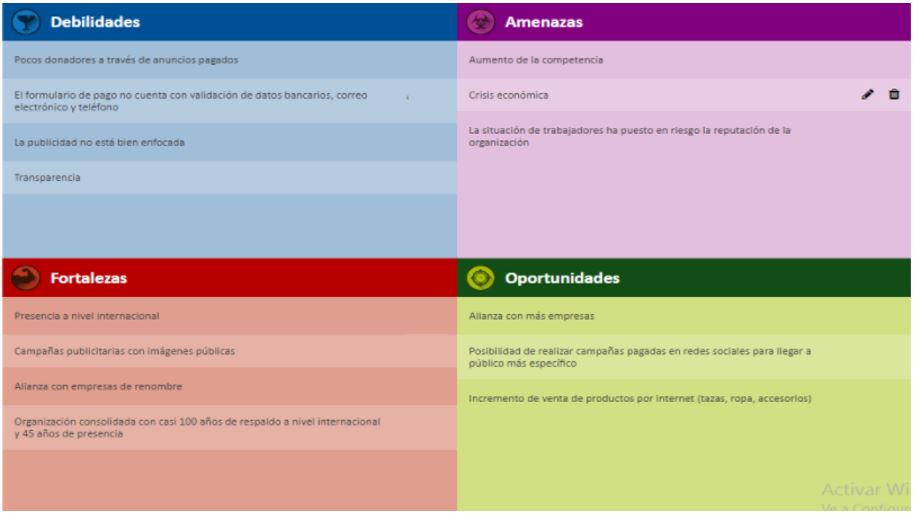 Debilidades
Pocos donadores a través de anuncios pagados
El formulario de pago no cuenta con validación de datos bancarios, correo
electrónico y teléfono
La publicidad no está bien enfocada
Transparencia
Amenazas
Aumento de la competencia
Crisis económica
La situación de trabajadores ha puesto en riesgo la reputación de la
organización
Fortalezas
Presencia a nivel internacional
Campañas publicitarias con imágenes públicas
Alianza con empresas de renombre
Organización consolidada con casi 100 años de respaldo a nivel internacional
y 45 años de presencia
Oportunidades
Alianza con más empresas
Posibilidad de realizar campañas pagadas en redes sociales para llegar a
público más específico
Incremento de venta de productos por internet (tazas, ropa, accesorios)
Activar Wi
Ve a Configur